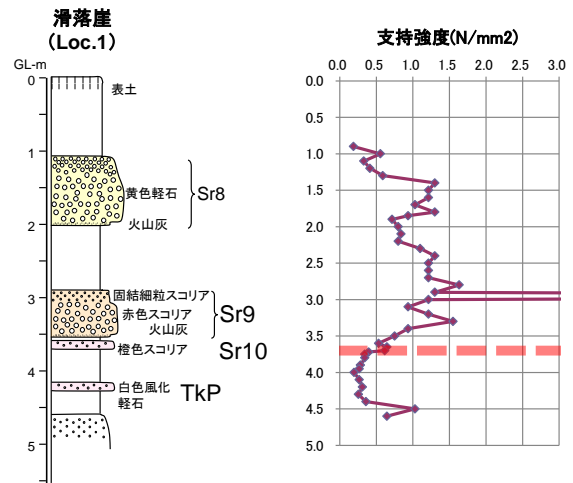 滑落崖
(Loc.1)
GL-m
0
表土
1
黄色軽石
Sr8
2
火山灰
3
固結細粒スコリア
赤色スコリア
Sr9
火山灰
橙色スコリア
Sr10
4
白色風化
軽石
TkP
5
支持強度(N/mm2)
0.0 0.5 1.0 1.5 2.0 2.5 3.0
0.0
0.5
1.0
1.5
2.0
2.5
3.0
3.5
4.0
4.5
5.0